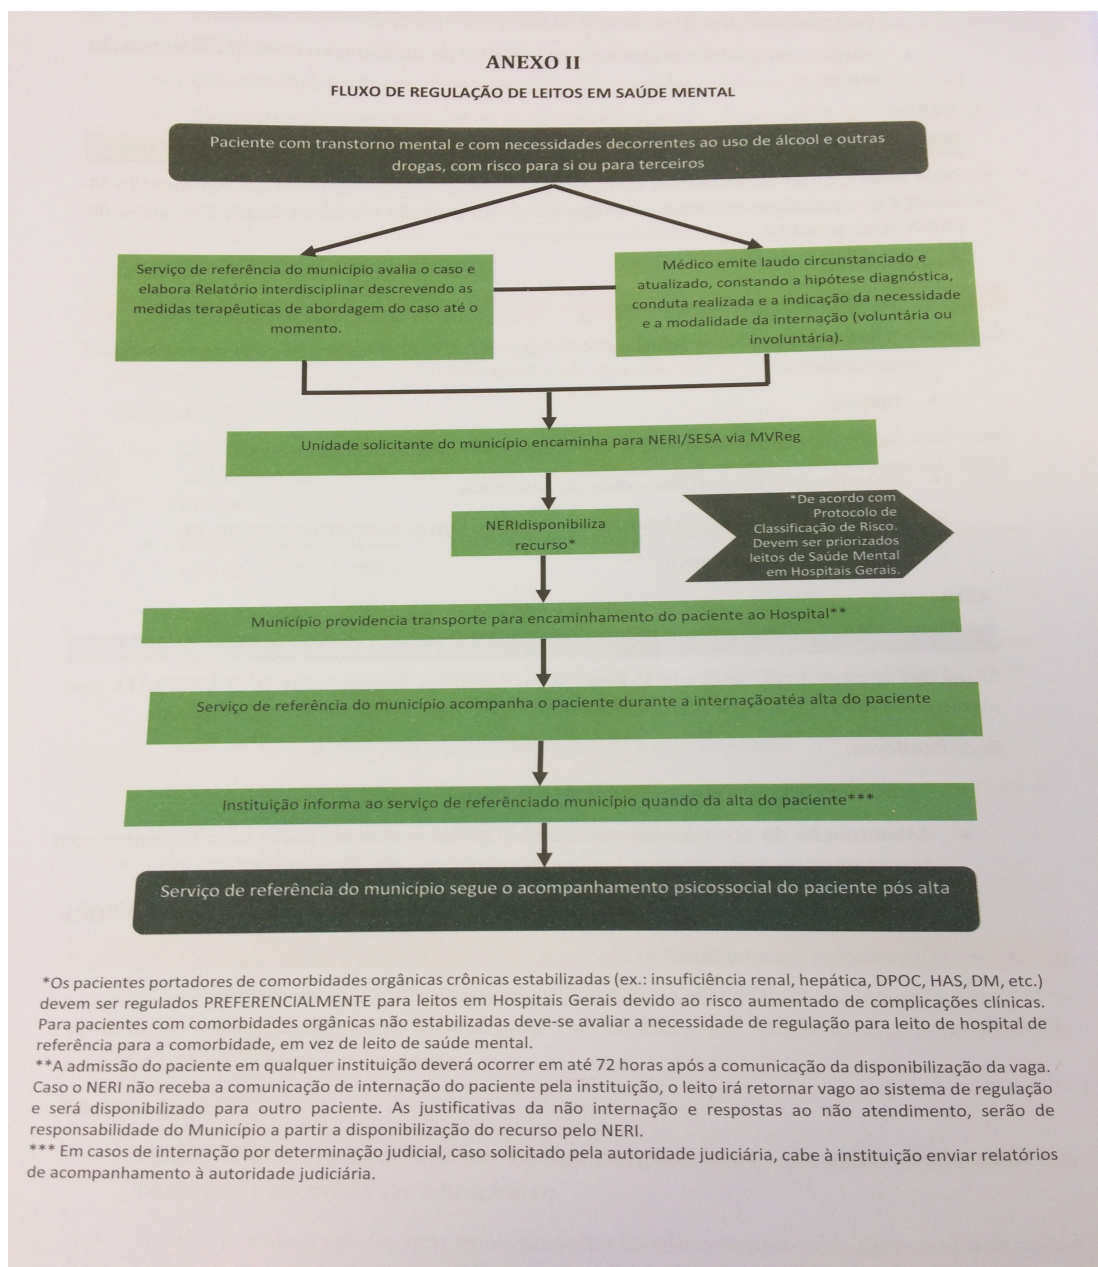 ANEXO II
FLUXO DE REGULAÇÃO DE LEITOS EM SAÚDE MENTAL
Paciente com transtorno mental e com necessidades decorrentes ao uso de álcool e outras
drogas, com risco para si ou para terceiros
Serviço de referência do município avalia o caso e
elabora Relatório interdisciplinar descrevendo as
medidas terapêuticas de abordagem do caso até o
momento.
Médico emite laudo circunstanciado e
atualizado, constando a hipótese diagnóstica,
conduta realizada e a indicação da necessidade
e a modalidade da internação (voluntária ou
involuntária).
Unidade solicitante do município encaminha para NERI/SESA via MVReg
NERIdisponibiliza
recurso*
*De acordo com
Protocolo de
Classificação de Risco.
Devem ser priorizados
leitos de Saúde Mental
em Hospitais Gerais.
Município providencia transporte para encaminhamento do paciente ao Hospital**
Serviço de referência do município acompanha o paciente durante a internaçãoatéa alta do paciente
Instituição informa ao serviço de referênciado município quando da alta do paciente***
Serviço de referência do município segue o acompanhamento psicossocial do paciente pós alta
*Os pacientes portadores de comorbidades orgânicas crônicas estabilizadas (ex.: insuficiência renal, hepática, DPOC, HAS, DM, etc.)
devem ser regulados PREFERENCIALMENTE para leitos em Hospitais Gerais devido ao risco aumentado de complicações clínicas.
Para pacientes com comorbidades orgânicas não estabilizadas deve-se avaliar a necessidade de regulação para leito de hospital de
referência para a comorbidade, em vez de leito de saúde mental.
**A admissão do paciente em qualquer instituição deverá ocorrer em até 72 horas após a comunicação da disponibilização da vaga.
Caso o NERI não receba a comunicação de internação do paciente pela instituição, o leito irá retornar vago ao sistema de regulação
e será disponibilizado para outro paciente. As justificativas da não internação e respostas ao não atendimento, serão de
responsabilidade do Município a partir a disponibilização do recurso pelo NERI.
*** Em casos de internação por determinação judicial, caso solicitado pela autoridade judiciária, cabe à instituição enviar relatórios
de acompanhamento à autoridade judiciária.